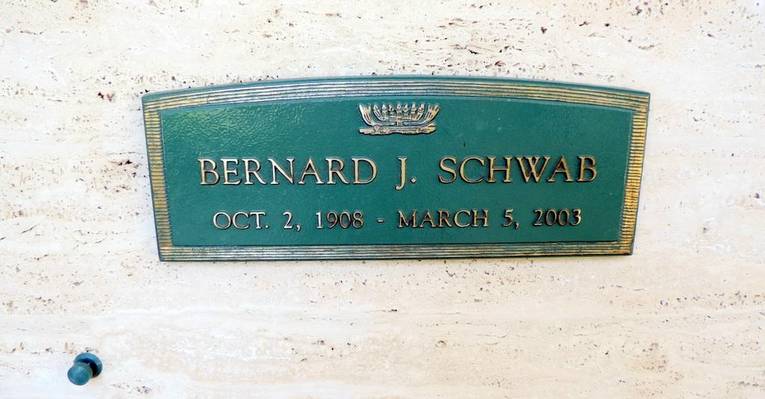 BERNARD J. SCHWAB
OCT. 2, 1908 - MARCH 5, 2003